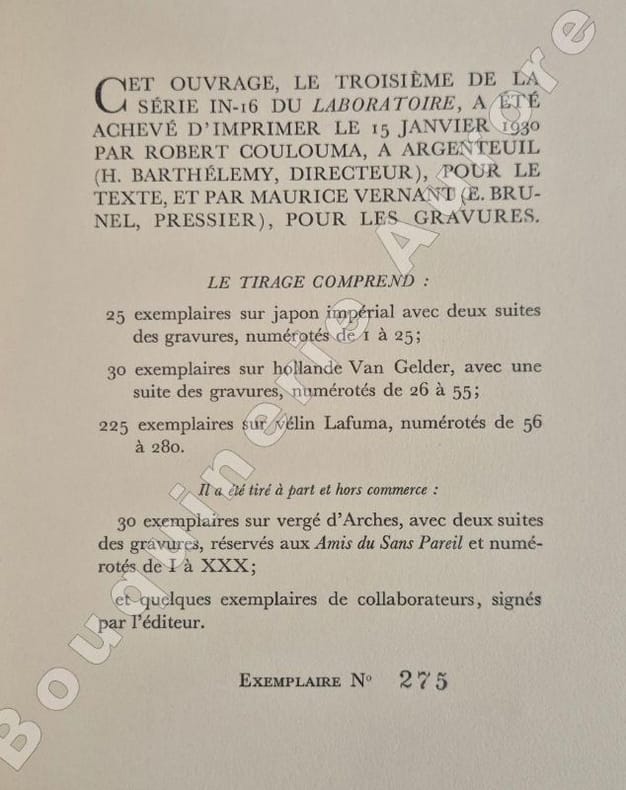 CET OUVRAGE, LE TROISIÈME DE LA
SÉRIE IN-16 DU LABORATOIRE, A ÉTÉ
ACHEVÉ D'IMPRIMER LE 15 JANVIER 1930
PAR ROBERT COULOUMA, A ARGENTEUIL
(H. BARTHÉLEMY, DIRECTEUR), POUR LE
TEXTE, ET PAR MAURICE VERNANT (E. BRU-
NEL, PRESSIER), POUR LES GRAVURES.
LE TIRAGE COMPREND :
25 exemplaires sur japon impérial avec deux suites
des gravures, numérotés de 1 à 25;
30 exemplaires sur hollande Van Gelder, avec une
suite des gravures, numérotés de 26 à 55;
225 exemplaires sur vélin Lafuma, numérotés de 56
à 280.
Il a été tiré à part et hors commerce :
30 exemplaires sur vergé d'Arches, avec deux suites
des gravures, réservés aux Amis du Sans Pareil et numé-
rotés de I à XXX;
et quelques exemplaires de collaborateurs, signés
par l'éditeur.
EXEMPLAIRE Nº 275
Bouquinerie Aurore